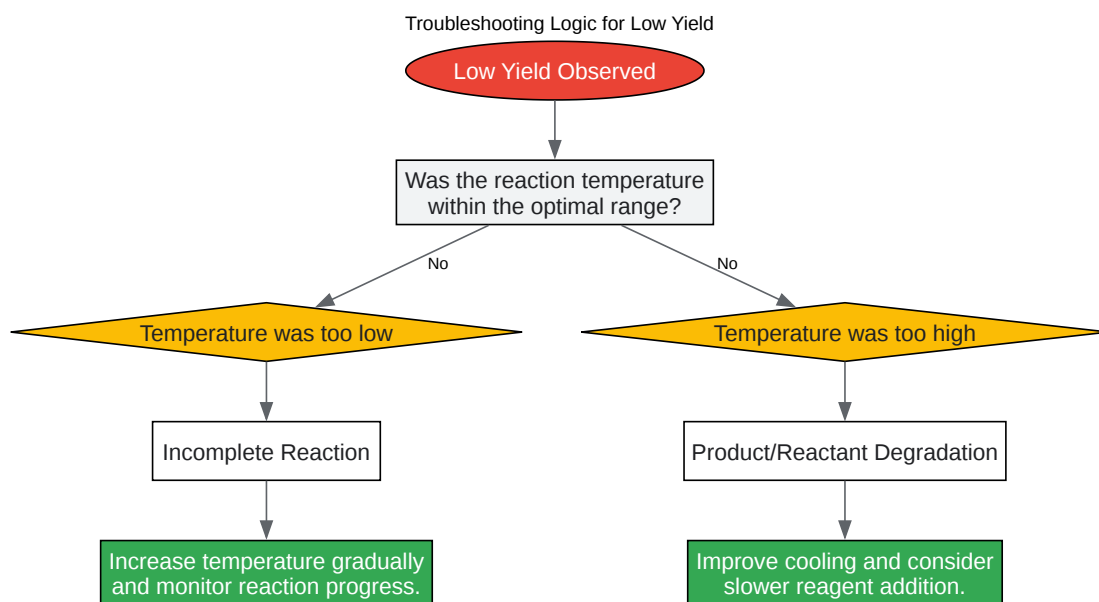 Troubleshooting Logic for Low Yield
Low Yield Observed
Was the reaction temperature
within the optimal range?
No
No
Temperature was too low
Temperature was too high
Incomplete Reaction
Product/Reactant Degradation
Increase temperature gradually
and monitor reaction progress.
Improve cooling and consider
slower reagent addition.